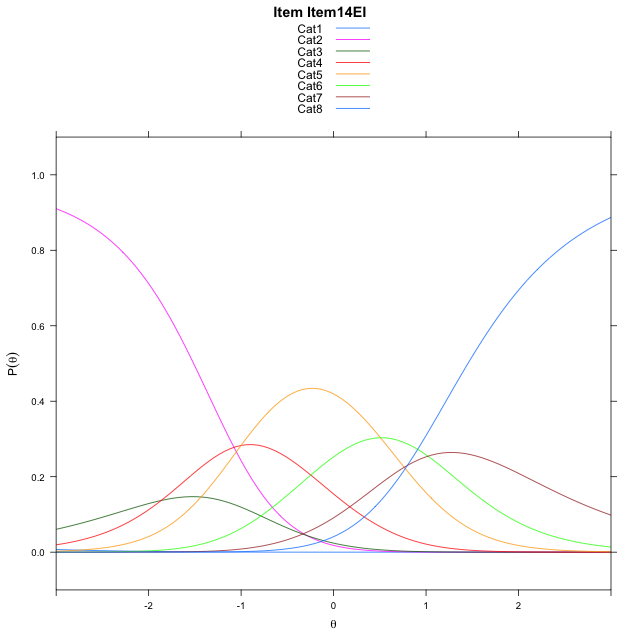 Item Item14EI
Cat1
Cat2
Cat3
Cat4
Cat5
Cat6
Cat7
Cat8
1.0
0.8
0.6
0.4
0.2
0.0
P(θ)
-2 -1 0 1 2
θ